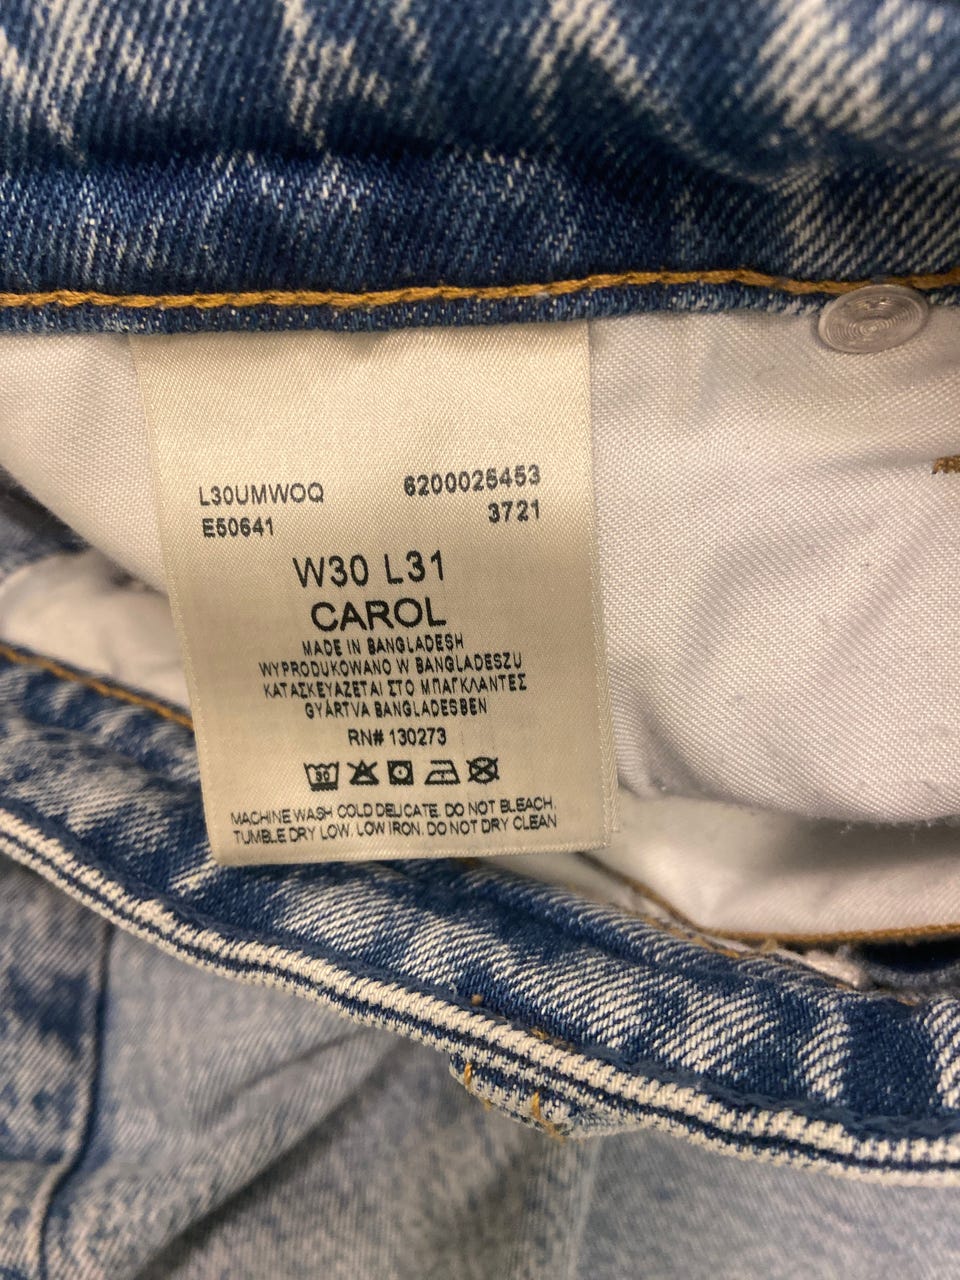 L30UMWOQ 6200025453
E50641 3721
W30 L31
CAROL
MADE IN BANGLADESH
WYPRODUKOWANO W BANGLADESZU
ΚΑΤΑΣΚΕΥΑΖΕΤΑΙ ΣΤΟ ΜΠΑΓΚΛΑΝΤΕΣ
GYÁRTVA BANGLADESBEN
RN# 130273
30
MACHINE WASH COLD DELICATE. DO NOT BLEACH.
TUMBLE DRY LOW. LOW IRON. DO NOT DRY CLEAN